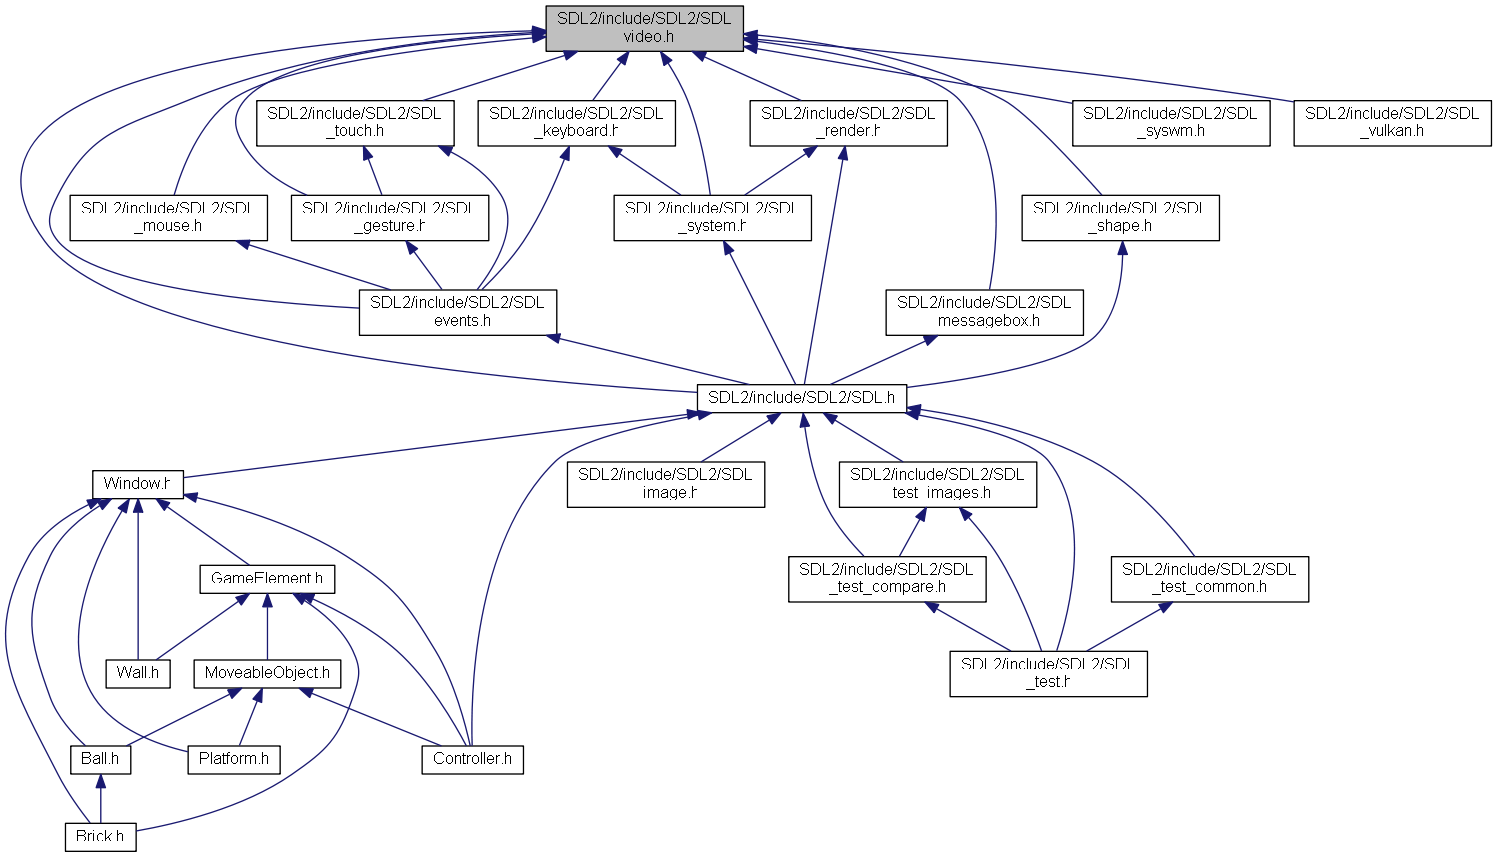 SDL2/include/SDL2/SDL
video.h
SDL2/include/SDL2/SDL
_touch.h
SDL2/include/SDL2/SDL
_keyboard.h
SDL2/include/SDL2/SDL
_render.h
SDL2/include/SDL2/SDL
_syswm.h
SDL2/include/SDL2/SDL
_vulkan.h
SDL2/include/SDL2/SDL
_mouse.h
SDL2/include/SDL2/SDL
_gesture.h
SDL2/include/SDL2/SDL
_system.h
SDL2/include/SDL2/SDL
_shape.h
SDL2/include/SDL2/SDL
events.h
SDL2/include/SDL2/SDL
messagebox.h
SDL2/include/SDL2/SDL.h
Window.h
SDL2/include/SDL2/SDL
image.h
SDL2/include/SDL2/SDL
test_images.h
GameElement.h
SDL2/include/SDL2/SDL
_test_compare.h
SDL2/include/SDL2/SDL
_test_common.h
Wall.h
MoveableObject.h
SDL2/include/SDL2/SDL
_test.h
Ball.h
Platform.h
Controller.h
Brick.h